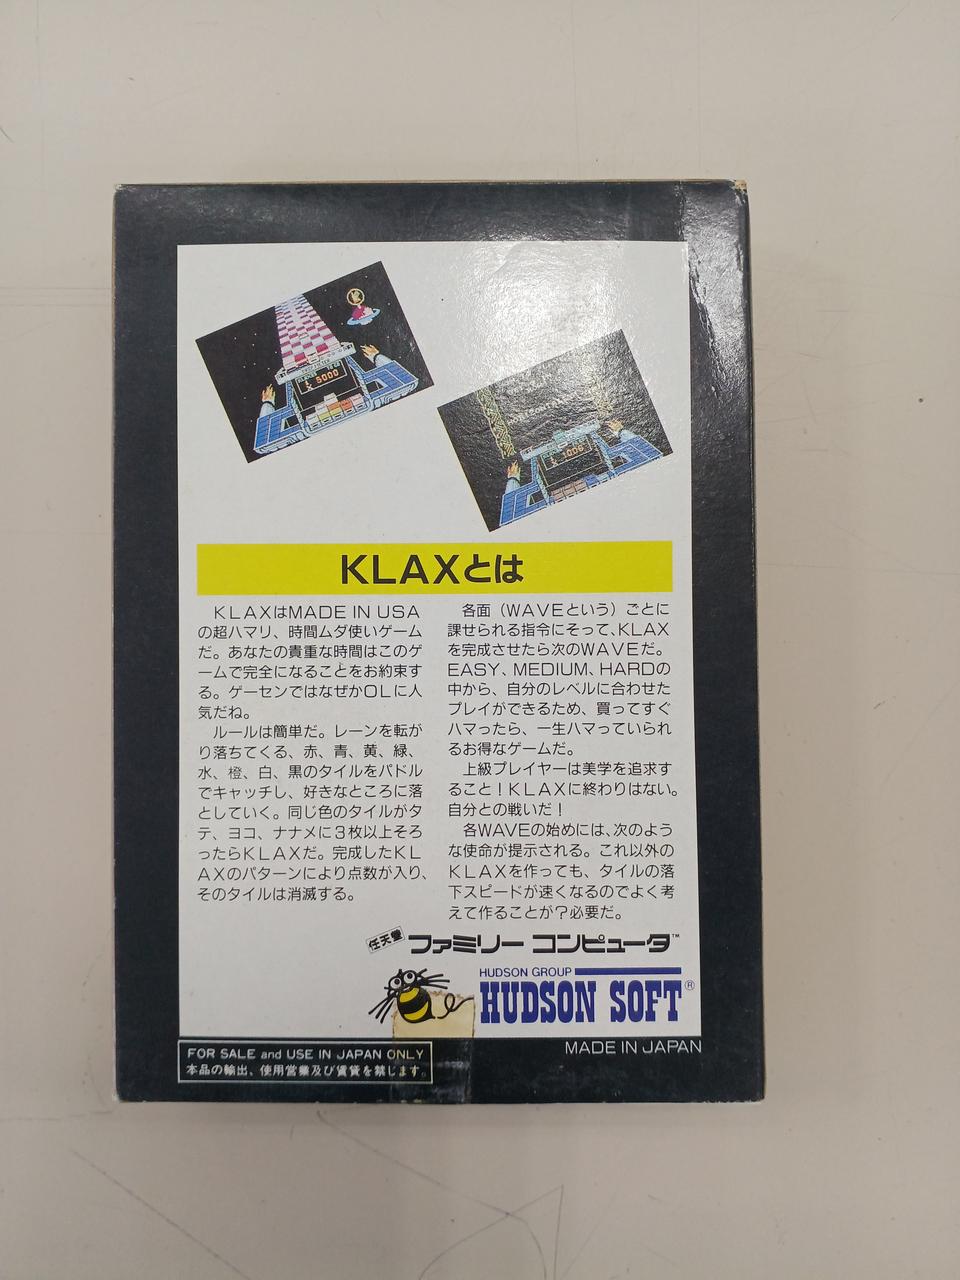 5000
1005
KLAXとは
KLAXはMADE IN USA
の超ハマリ、時間ムダ使いゲーム
だ。あなたの貴重な時間はこのゲ
ームで完全になることをお約束す
る。ゲーセンではなぜかOLに人
気だね。
ルールは簡単だ。レーンを転が
り落ちてくる、赤、青、黄、緑、
水、橙、白、黒のタイルをパドル
でキャッチし、好きなところに落
としていく。同じ色のタイルがタ
テ、ヨコ、ナナメに3枚以上そろ
ったらKLAXだ。完成したKL
AXのパターンにより点数が入り、
そのタイルは消滅する。
各面（WAVEという）ごとに
課せられる指令にそって、KLAX
を完成させたら次のWAVEだ。
EASY、MEDIUM、HARDの
中から、自分のレベルに合わせた
プレイができるため、買ってすぐ
ハマったら、一生ハマっていられ
るお得なゲームだ。
上級プレイヤーは美学を追求す
ること！KLAXに終わりはない。
自分との戦いだ！
各WAVEの始めには、次のよう
な使命が提示される。これ以外の
KLAXを作っても、タイルの落
下スピードが速くなるのでよく考
えて作ることが？必要だ。
任天堂 ファミリーコンピュータ™
HUDSON GROUP
HUDSON SOFT®
MADE IN JAPAN
FOR SALE and USE IN JAPAN ONLY
本品の輸出、使用営業及び賃貸を禁じます。